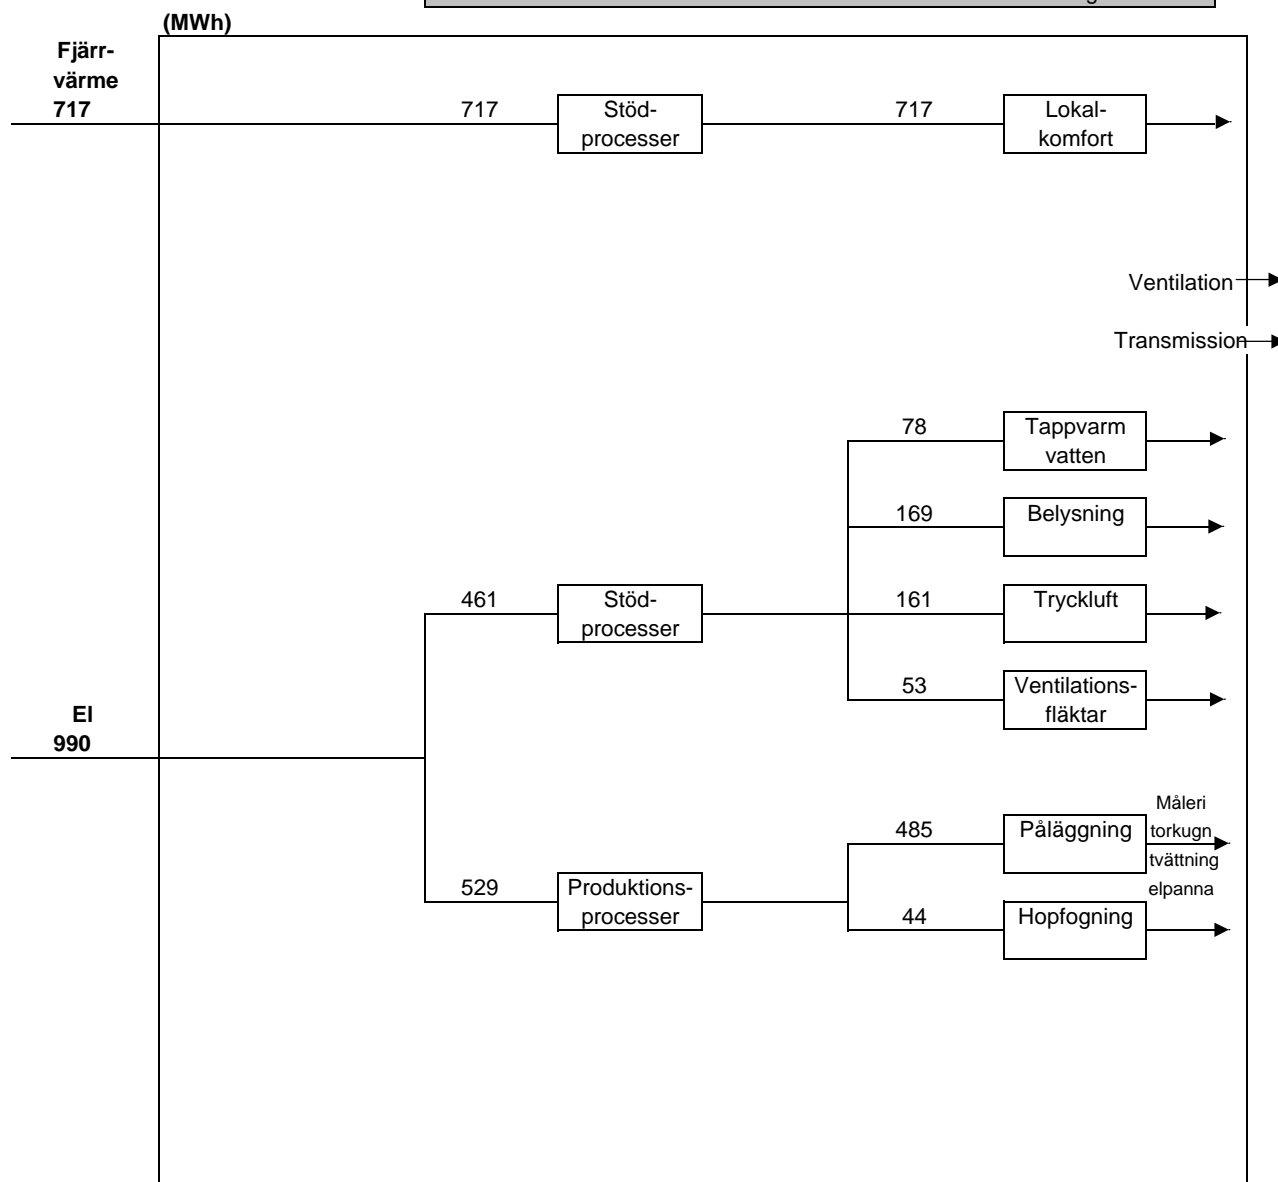 (MWh)
Fjärr-
värme
717
717
Stöd-
processer
717
Lokal-
komfort
Ventilation
Transmission
78
Tappvarm
vatten
169
Belysning
461
Stöd-
processer
161
Tryckluft
53
Ventilations-
fläktar
El
990
485
Påläggning
Måleri
torkugn
tvättning
elpanna
529
Produktions-
processer
44
Hopfogning